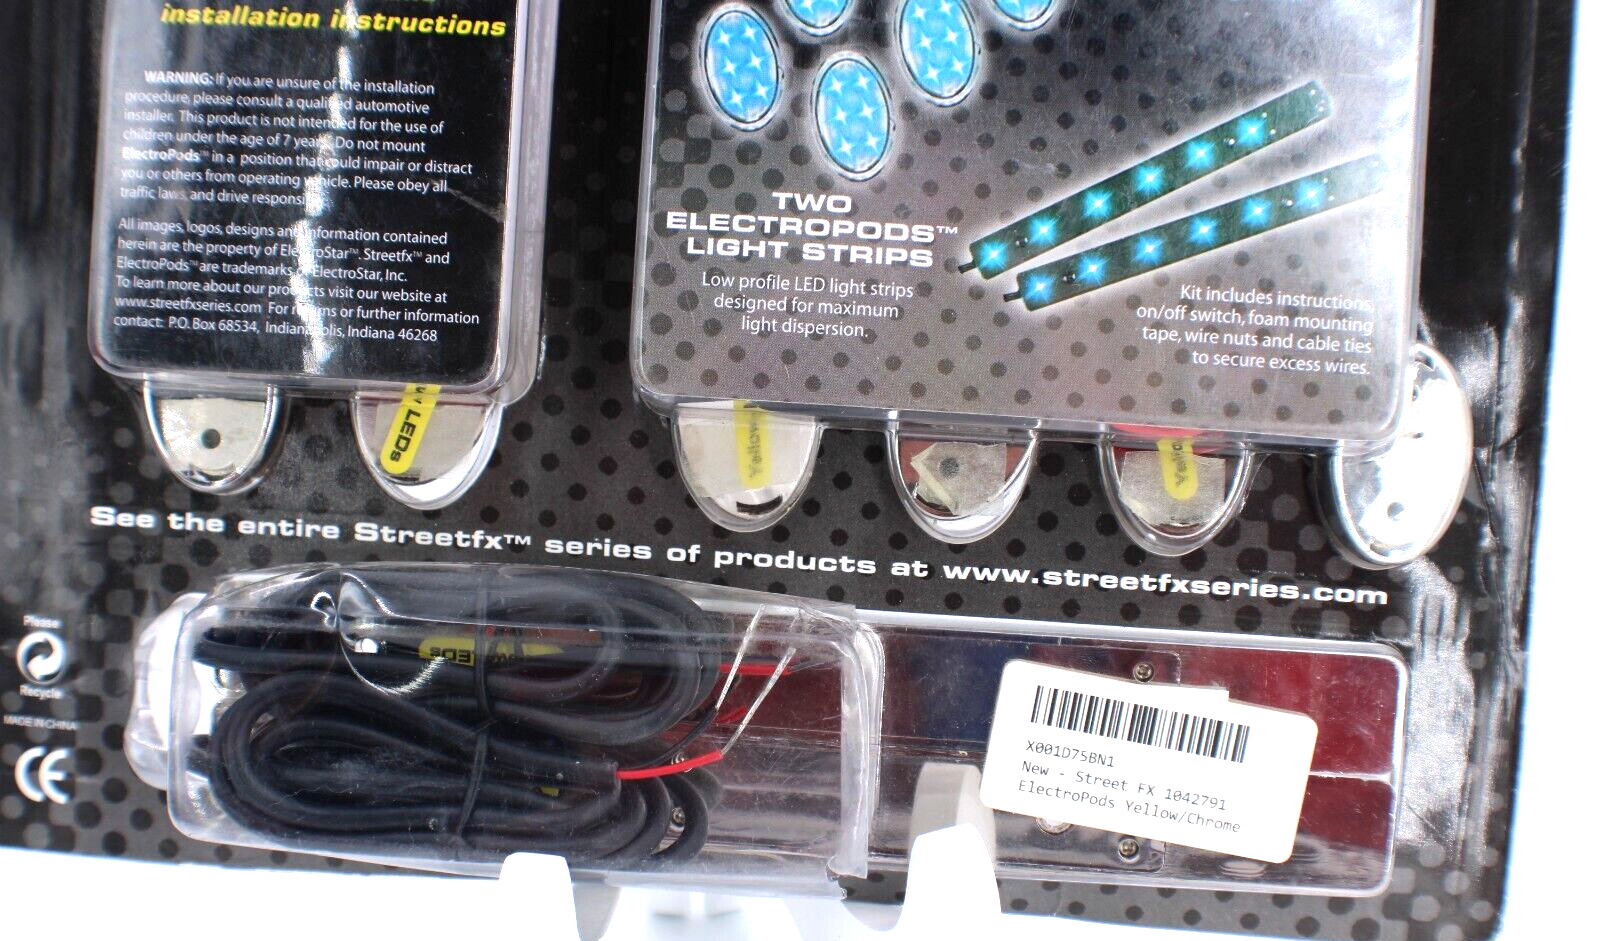 installation instructions
WARNING: If you are unsure of the installation
procedure, please consult a qualified automotive
installer. This product is not intended for the use of
children under the age of 7 years. Do not mount
ElectroPods™ in a position that could impair or distract
you or others from operating vehicle. Please obey all
traffic laws, and drive responsi
All images, logos, designs and information contained
herein are the property of ElectroStar™. Streetfx™ and
ElectroPods™ are trademarks of ElectroStar, Inc.
To learn more about our products visit our website at
www.streetfxseries.com For returns or further information
contact: P.O. Box 68534, Indianapolis, Indiana 46268
TWO
ELECTROPODS™
LIGHT STRIPS
Low profile LED light strips
designed for maximum
light dispersion.
Kit includes instructions,
on/off switch, foam mounting
tape, wire nuts and cable ties
to secure excess wires.
LEDs
See the entire Streetfx™ series of products at www.streetfxseries.com
Please
Recycle
MADE IN CHINA
CE
X001D75BN1
New - Street FX 1042791
ElectroPods Yellow/Chrome